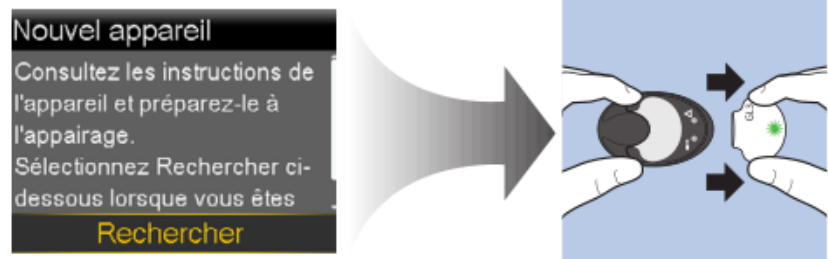 Nouvel appareil
Consultez les instructions de
l'appareil et préparez-le à
l'appairage.
Sélectionnez Rechercher ci-
dessous lorsque vous êtes
Rechercher